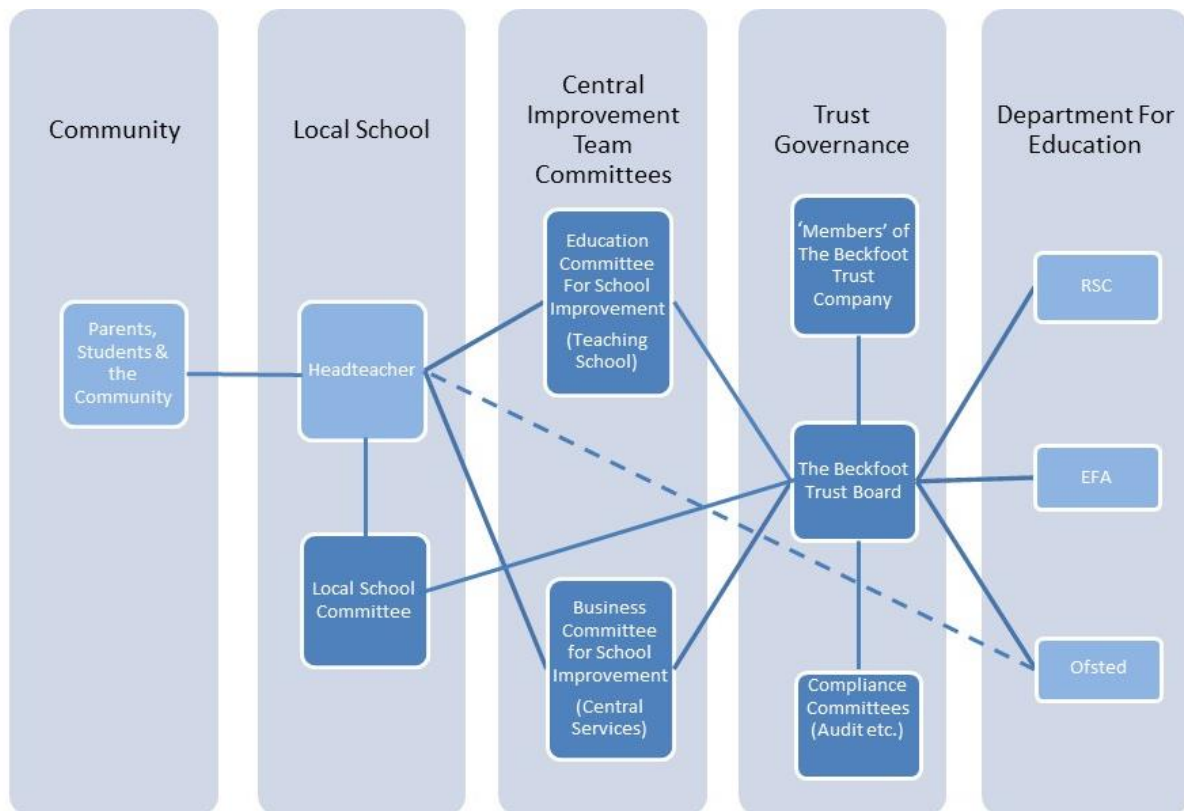 Community
Parents,
Students &
the
Community
Local School
Headteacher
Local School
Committee
Central
Improvement
Team
Committees
Education
Committee
For School
Improvement
(Teaching
School)
Business
Committee
for School
Improvement
(Central
Services)
Trust
Governance
‘Members’ of
The Beckfoot
Trust
Company
The Beckfoot
Trust Board
Compliance
Committees
(Audit etc.)
Department For
Education
RSC
EFA
Ofsted